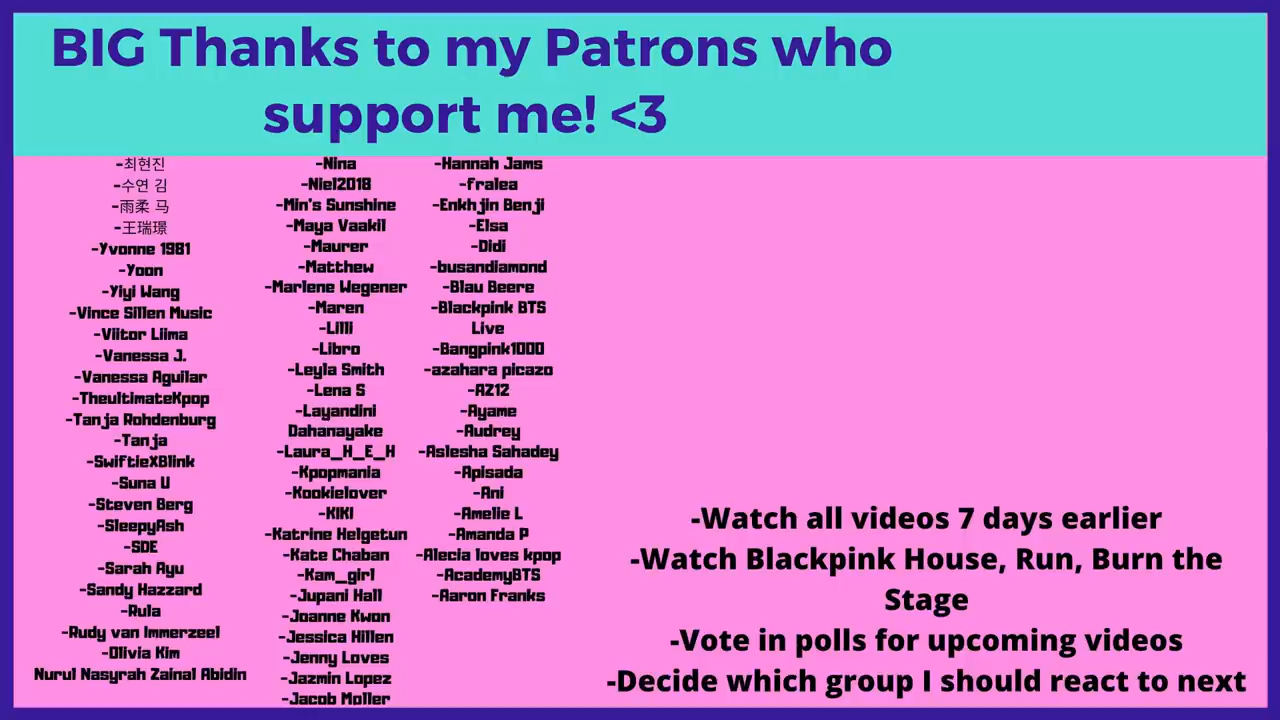 BIG Thanks to my Patrons who
support me! <3
-최현진
-수연 김
-雨柔 马
-王瑞璟
-Yvonne 1981
-Yoon
-Yiyi Wang
-Vince Sillen Music
-Viitor Liima
-Vanessa J.
-Vanessa Aguilar
-TheultimateKpop
-Tanja Rohdenburg
-Tanja
-SwiftieXBlink
-Suna U
-Steven Berg
-SleepyAsh
-SDE
-Sarah Ayu
-Sandy Hazzard
-Rula
-Rudy van Immerzeel
-Olivia Kim
Nurul Nasyrah Zainal Abidin
-Nina
-Niel2018
-Min's Sunshine
-Maya Vaakil
-Maurer
-Matthew
-Marlene Wegener
-Maren
-Lilli
-Libro
-Leyla Smith
-Lena S
-Layandini
Dahanayake
-Laura_H_E_H
-Kpopmania
-Kookielover
-KIKI
-Katrine Helgetun
-Kate Chaban
-Kam_girl
-Jupani Hall
-Joanne Kwon
-Jessica Hillen
-Jenny Loves
-Jazmin Lopez
-Jacob Moller
-Hannah Jams
-fralea
-Enkhjin Benji
-Elsa
-Didi
-busandiamond
-Blau Beere
-Blackpink BTS
Live
-Bangpink1000
-azahara picazo
-AZ12
-Ayame
-Audrey
-Aslesha Sahadey
-Apisada
-Ani
-Amelie L
-Amanda P
-Alecia loves kpop
-AcademyBTS
-Aaron Franks
-Watch all videos 7 days earlier
-Watch Blackpink House, Run, Burn the
Stage
-Vote in polls for upcoming videos
-Decide which group I should react to next